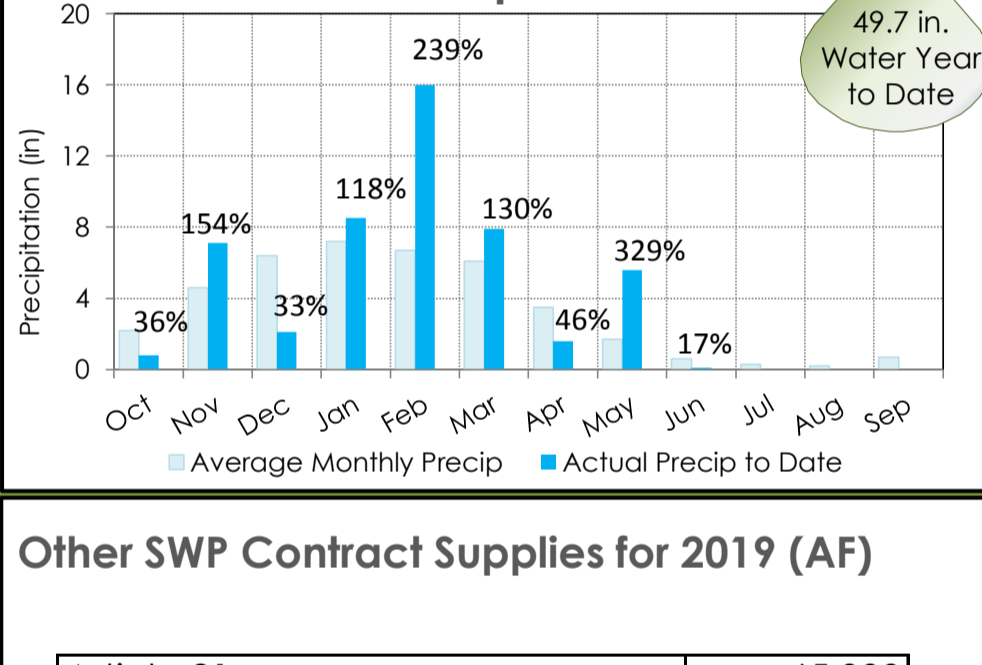 49.7 in.
Water Year
to Date
Precipitation (in)
20
16
12
8
4
0
36%
154%
33%
118%
239%
130%
46%
329%
17%
Oct Nov Dec Jan Feb Mar Apr May Jun Jul Aug Sep
Average Monthly Precip Actual Precip to Date
Other SWP Contract Supplies for 2019 (AF)